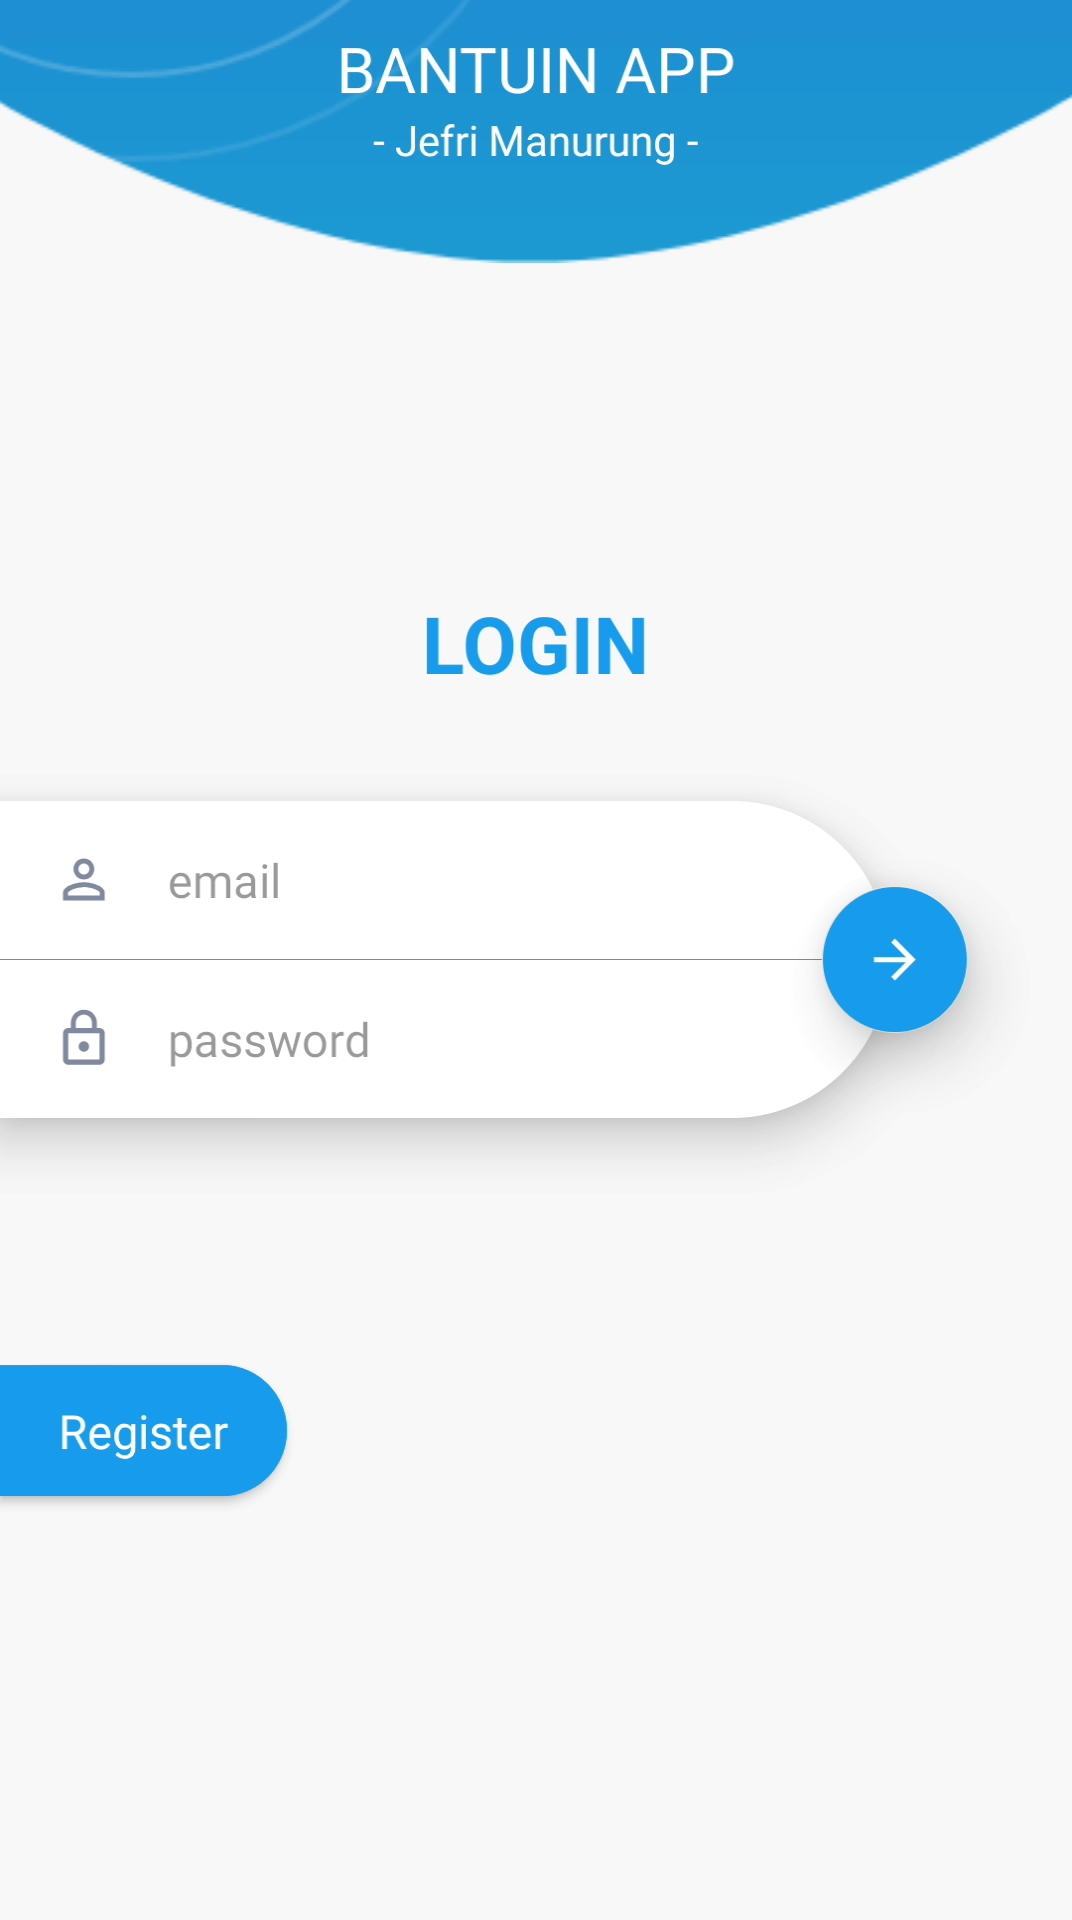 BANTUIN APP
- Jefri Manurung -
LOGIN
email
password
Register